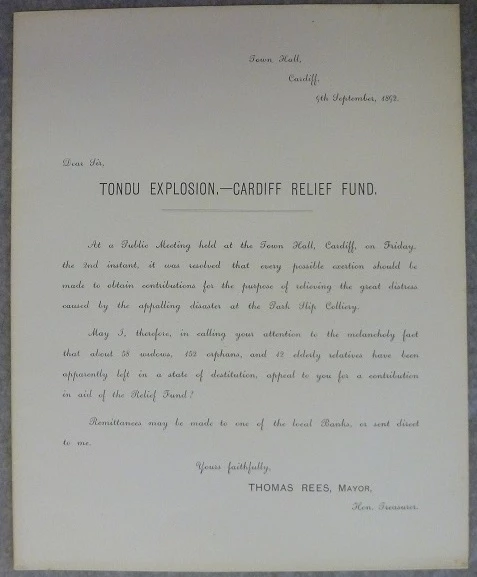 Town Hall,
Cardiff,
9th September, 1892.
Dear Sir,
TONDU EXPLOSION,—CARDIFF RELIEF FUND.
At a Public Meeting held at the Town Hall, Cardiff, on Friday,
the 2nd instant, it was resolved that every possible exertion should be
made to obtain contributions for the purpose of relieving the great distress
caused by the appalling disaster at the Park Slip Colliery.
May I, therefore, in calling your attention to the melancholy fact
that about 58 widows, 152 orphans, and 42 elderly relatives have been
apparently left in a state of destitution, appeal to you for a contribution
in aid of the Relief Fund?
Remittances may be made to one of the local Banks, or sent direct
to me.
Yours faithfully,
THOMAS REES, MAYOR,
Hon. Treasurer.